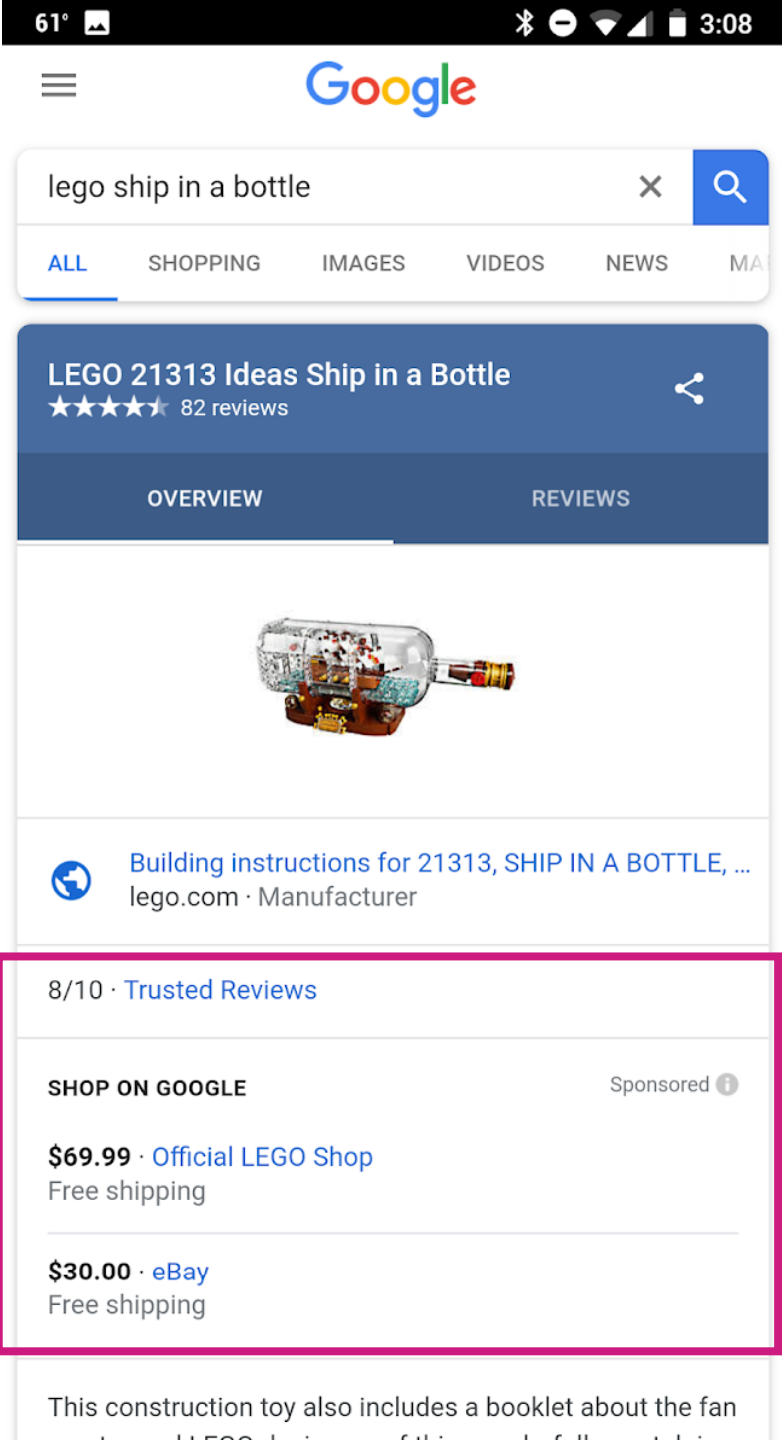 61°
3:08
Google
lego ship in a bottle
ALL SHOPPING IMAGES VIDEOS NEWS
LEGO 21313 Ideas Ship in a Bottle
82 reviews
OVERVIEW REVIEWS
Building instructions for 21313, SHIP IN A BOTTLE, ...
lego.com · Manufacturer
8/10 · Trusted Reviews
SHOP ON GOOGLE Sponsored
$69.99 · Official LEGO Shop
Free shipping
$30.00 · eBay
Free shipping
This construction toy also includes a booklet about the fan